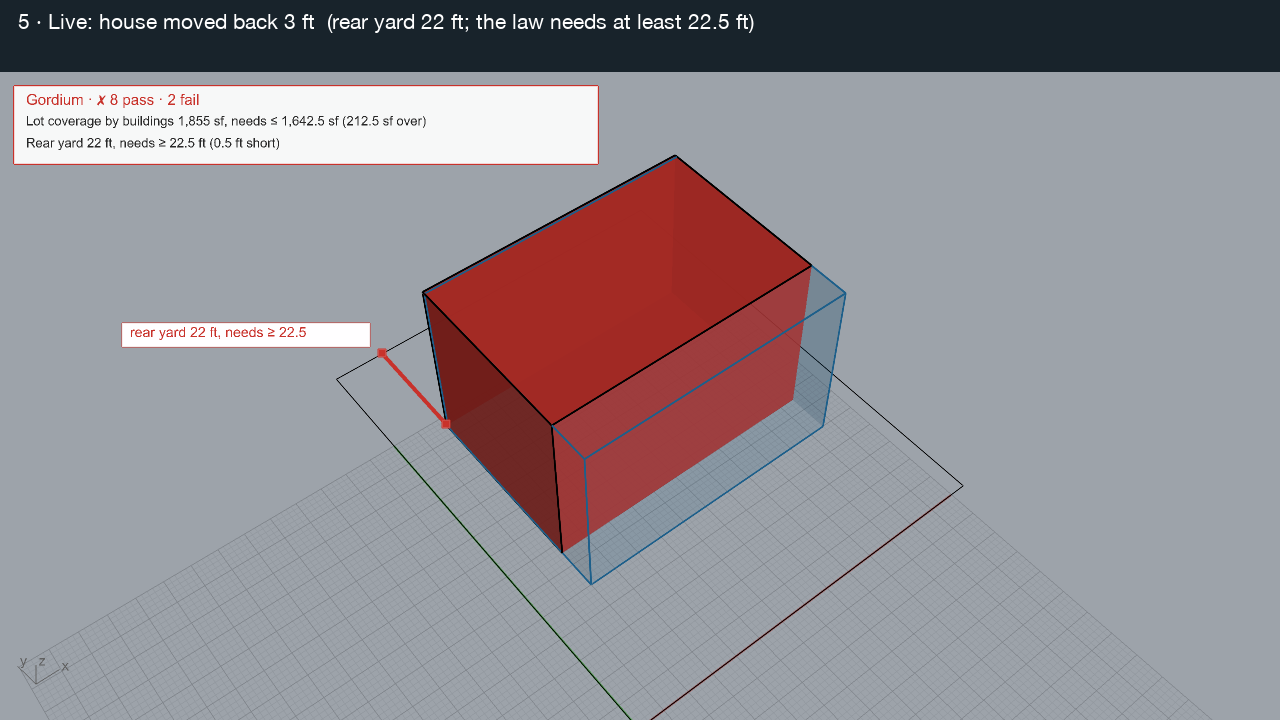 5 · Live: house moved back 3 ft  (rear yard 22 ft; the law needs at least 22.5 ft)
Gordium · ✗ 8 pass · 2 fail
Lot coverage by buildings 1,855 sf, needs ≤ 1,642.5 sf (212.5 sf over)
Rear yard 22 ft, needs ≥ 22.5 ft (0.5 ft short)
rear yard 22 ft, needs ≥ 22.5
y z x